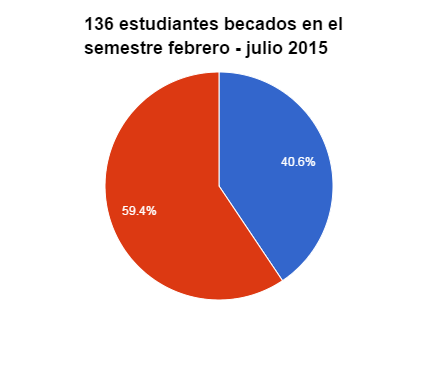 136 estudiantes becados en el
semestre febrero - julio 2015
40.6%
59.4%